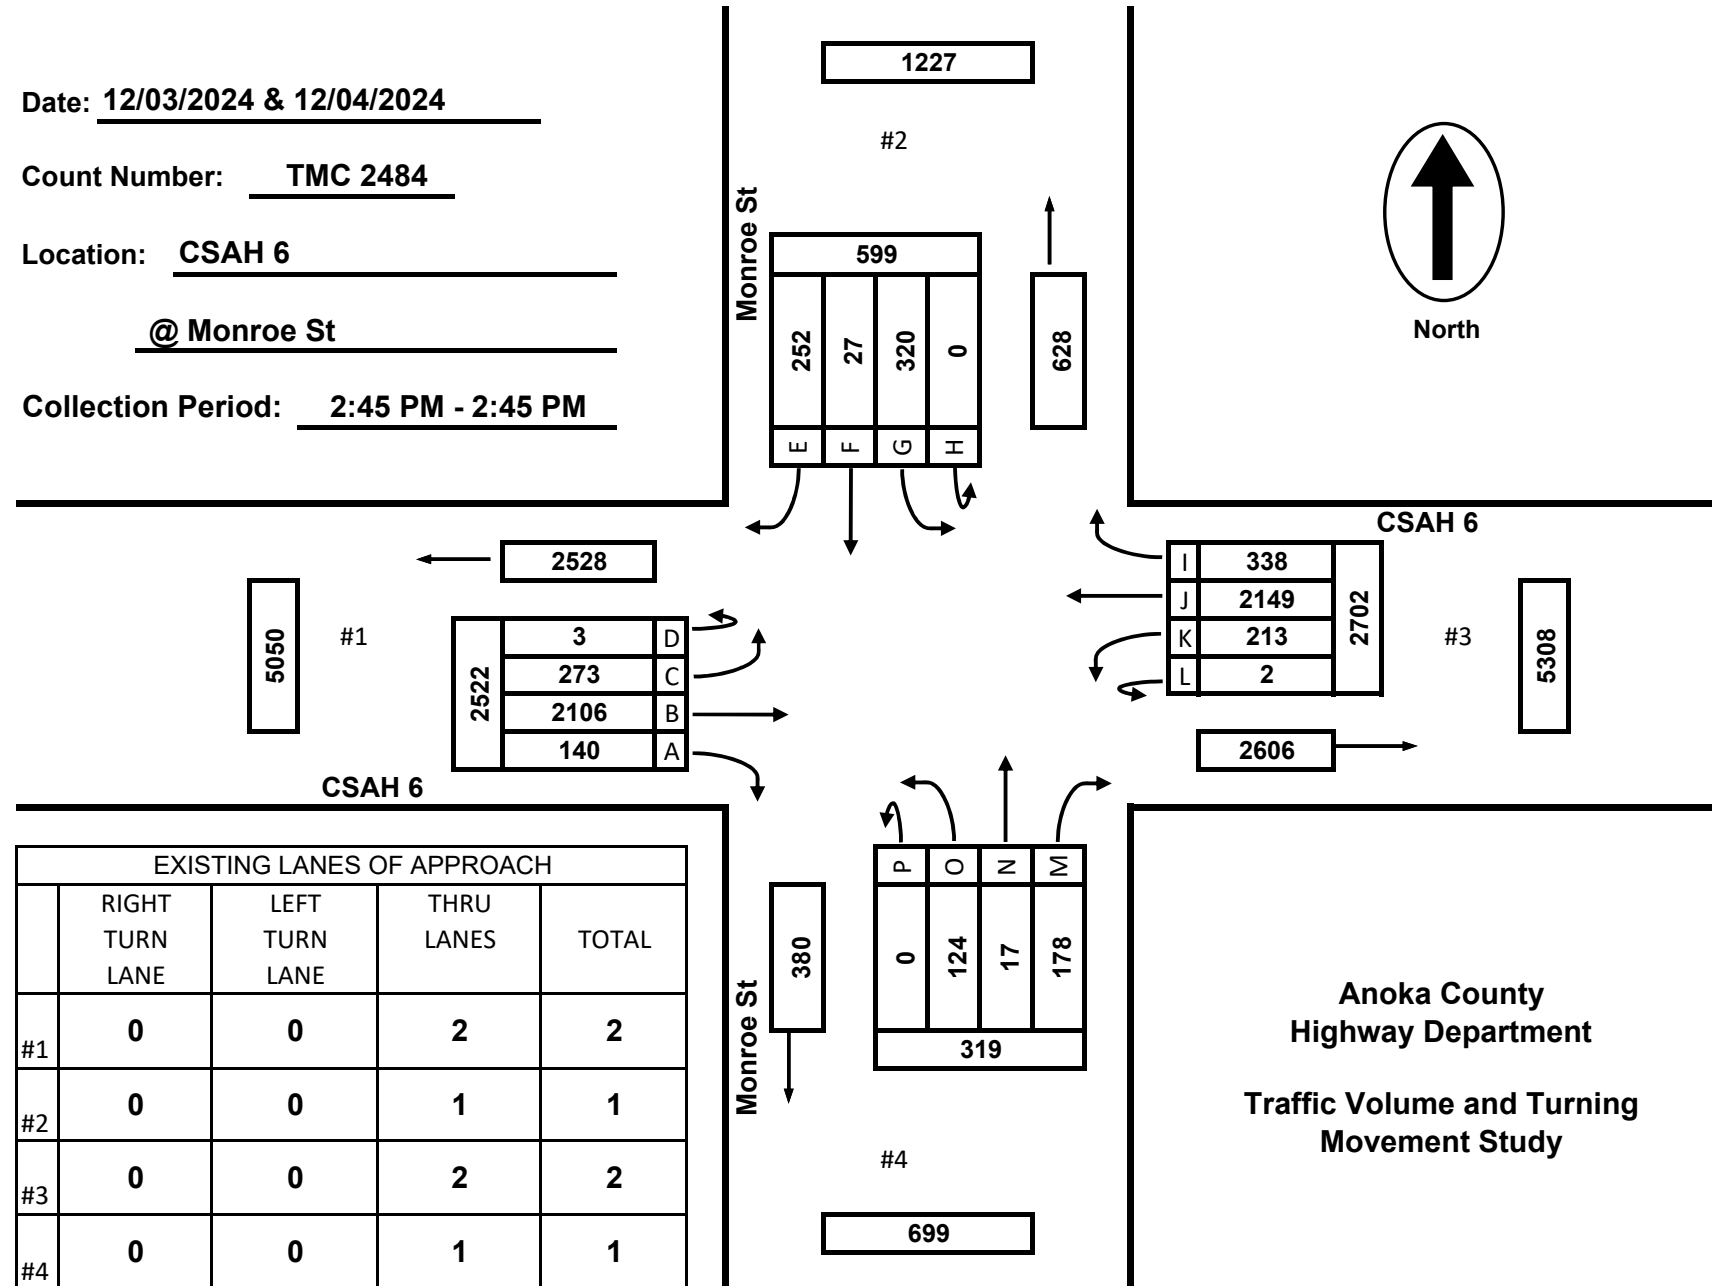 Date: 12/03/2024 & 12/04/2024
Count Number: TMC 2484
Location: CSAH 6
@ Monroe St
Collection Period: 2:45 PM - 2:45 PM
1227
#2
Monroe St
599
252 27 320 0
E F G H
628
North
CSAH 6
2528
5050
#1
2522
3 D
273 C
2106 B
140 A
CSAH 6
I 338
J 2149
K 213
L 2
2702
#3
5308
2606
P O N M
0 124 17 178
319
380
Monroe St
#4
699
EXISTING LANES OF APPROACH
RIGHT TURN LANE LEFT TURN LANE THRU LANES TOTAL
#1 0 0 2 2
#2 0 0 1 1
#3 0 0 2 2
#4 0 0 1 1
Anoka County
Highway Department
Traffic Volume and Turning
Movement Study